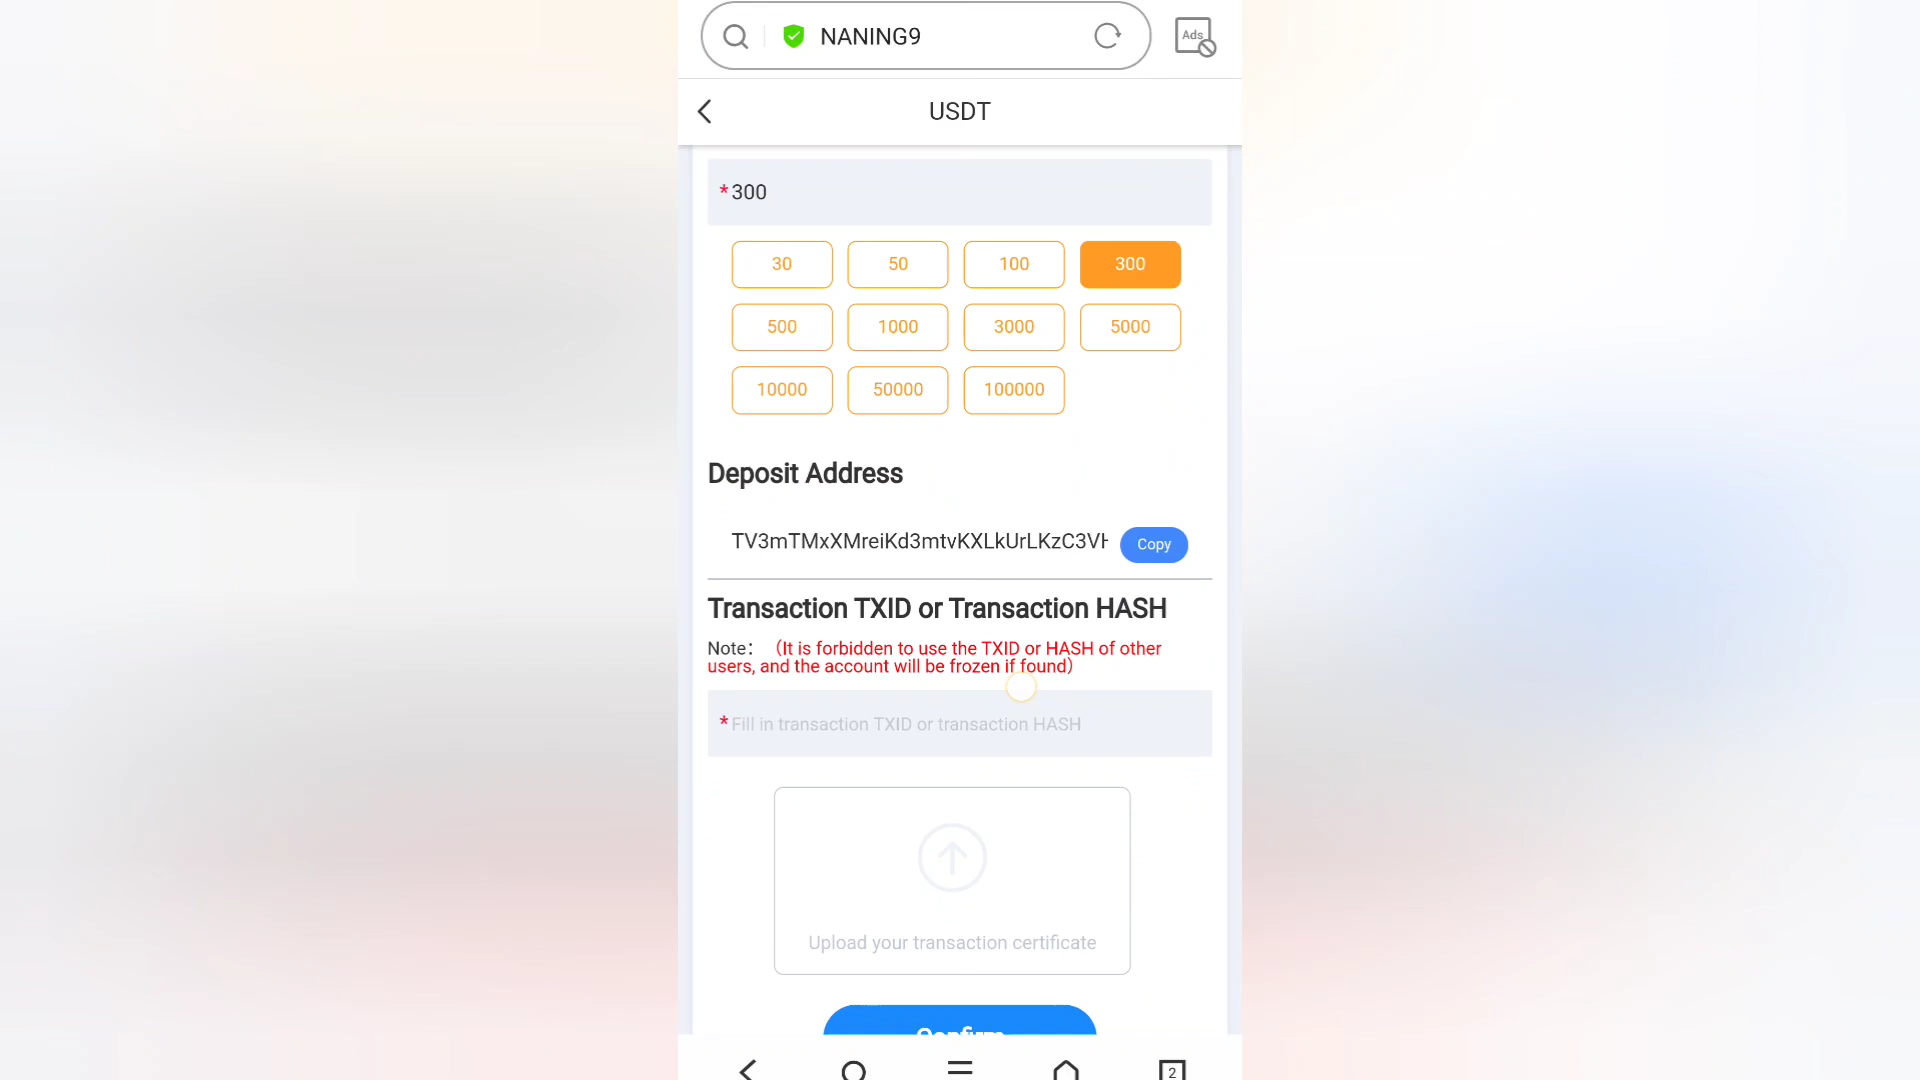 NANING9
Ads
USDT
*300
30 50 100 300
500 1000 3000 5000
10000 50000 100000
Deposit Address
TV3mTMxXMreiKd3mtvKXLkUrLKzC3V
Copy
Transaction TXID or Transaction HASH
Note： （It is forbidden to use the TXID or HASH of other
users, and the account will be frozen if found）
*Fill in transaction TXID or transaction HASH
Upload your transaction certificate
Confirm
2